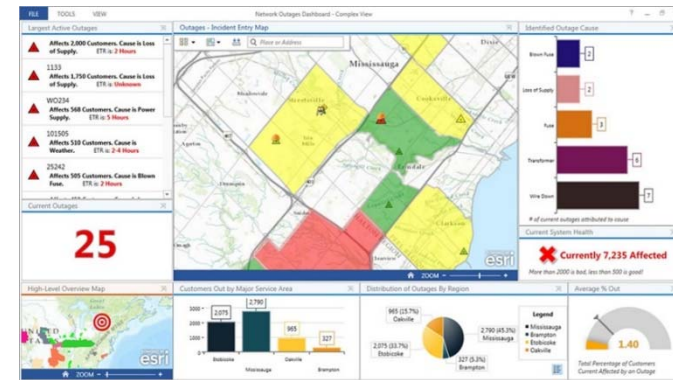 FILE TOOLS VIEW Network Outages Dashboard - Complex View
Largest Active Outages
Affects 2,000 Customers. Cause is Loss
of Supply. ETR is: 2 Hours
1133
Affects 1,750 Customers. Cause is Loss
of Supply. ETR is: Unknown
WO234
Affects 568 Customers. Cause is Power
Supply. ETR is: 5 Hours
101505
Affects 510 Customers. Cause is
Weather. ETR is: 2-4 Hours
25242
Affects 505 Customers. Cause is Blown
Fuse. ETR is: 2 Hours
Current Outages
25
High-Level Overview Map
UNITED
ZOOM
esri
Outages - Incident Entry Map
Place or Address
Dixie
Mississauga
Meadowvale
Streetsville
Cooksville
Erindale
Clarkson
esri
ZOOM
Identified Outage Cause
Blown Fuse 2
Loss of Supply 2
Fuse 3
Transformer 6
Wire Down 7
# of current outages attributed to cause
Current System Health
Currently 7,235 Affected
More than 2000 is bad, less than 500 is good!
Customers Out by Major Service Area
3000
2000
1000
0
2,075
2,790
965
327
Etobicoke
Mississauga
Oakville
Brampton
Distribution of Outages By Region
965 (15.7%)
Oakville
2,790 (45.3%)
Mississauga
2,075 (33.7%)
Etobicoke
327 (5.3%)
Brampton
Legend
Mississauga
Brampton
Etobicoke
Oakville
Average % Out
1.40
Total Percentage of Customers
Current Affected by an Outage